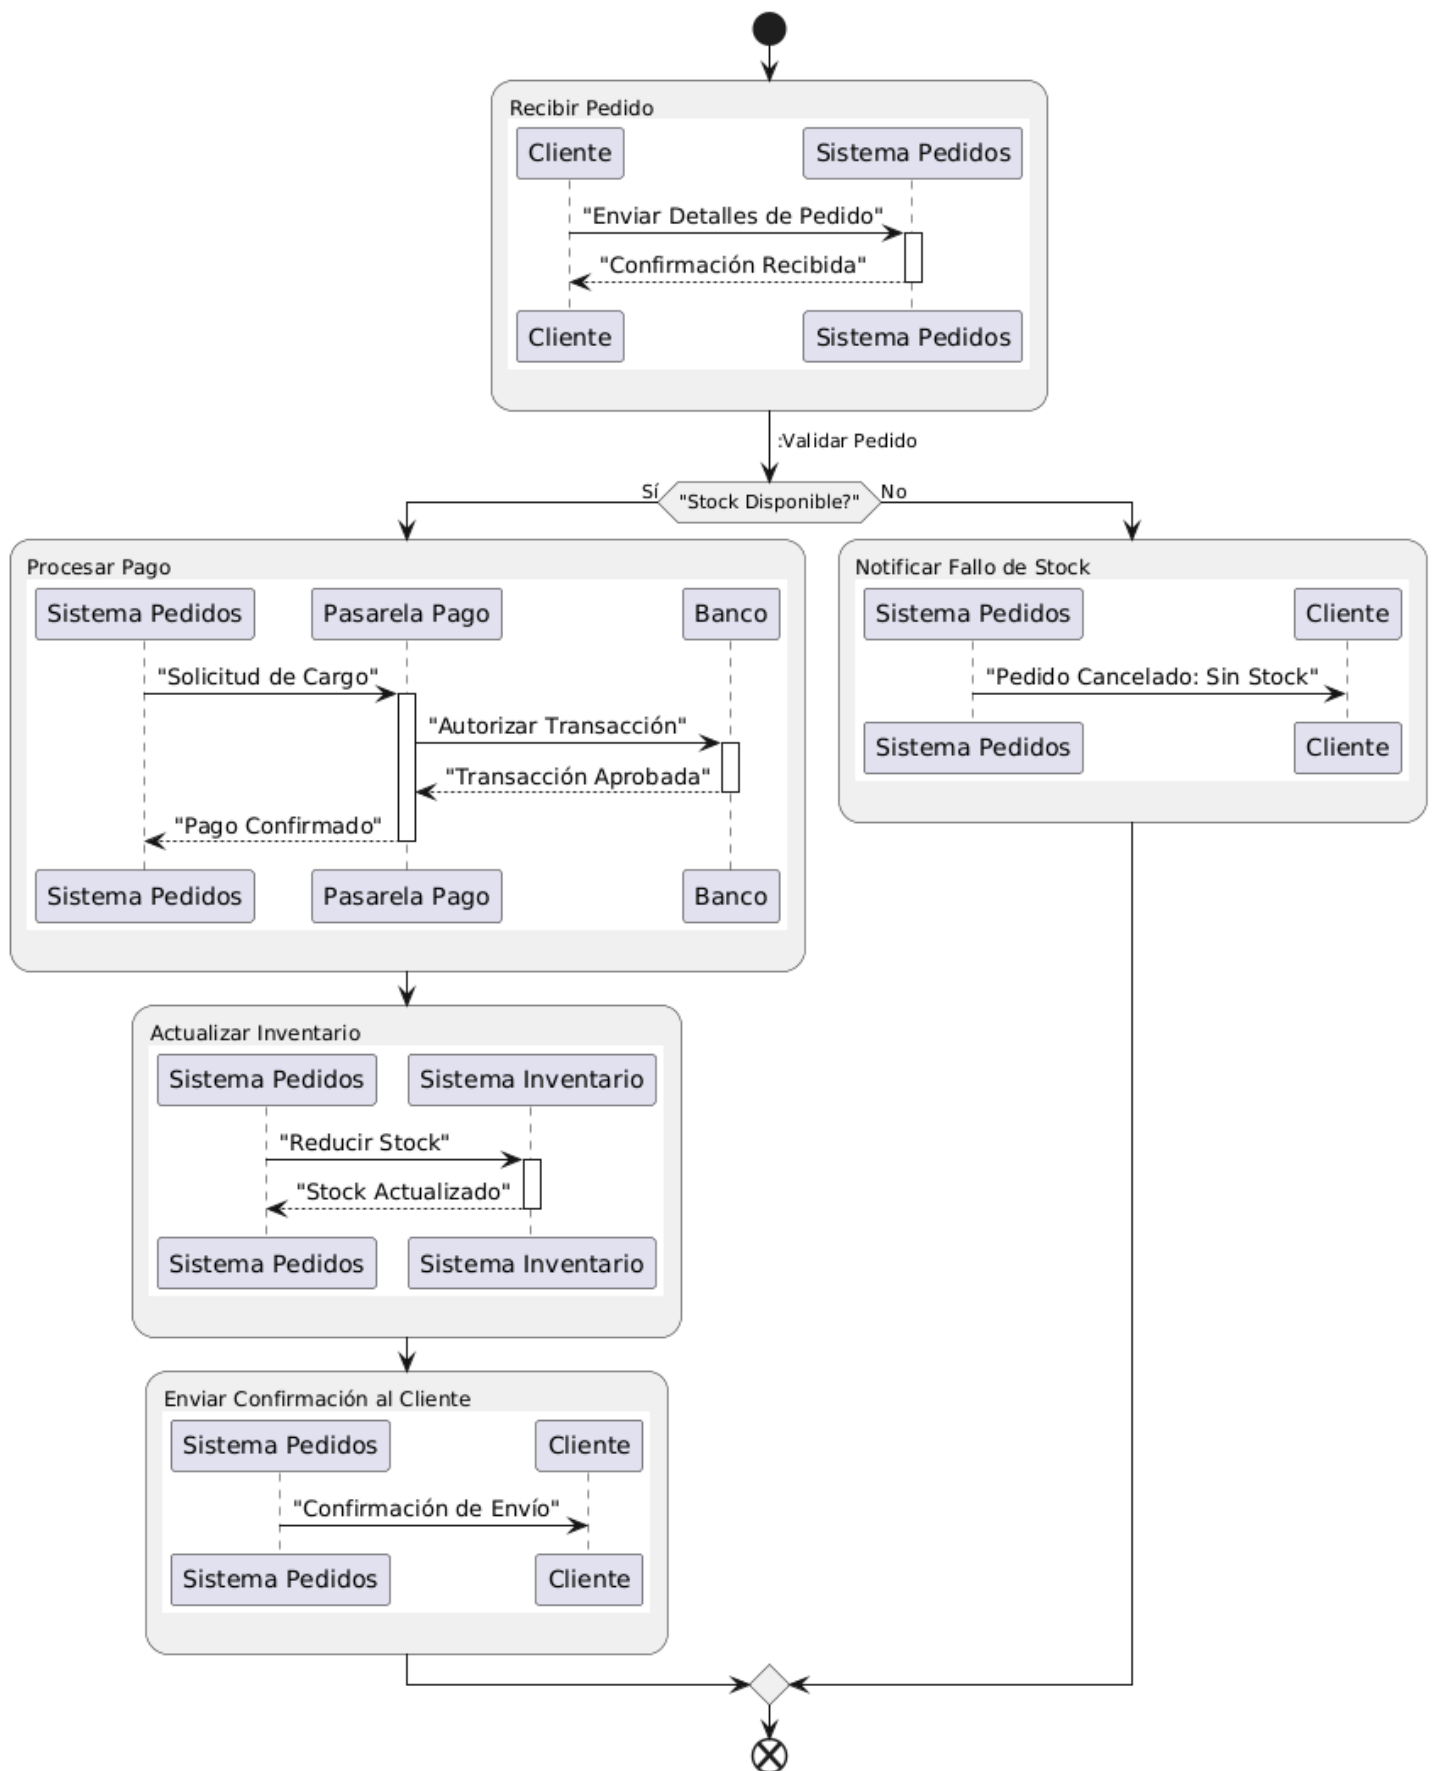 Recibir Pedido
Cliente
Sistema Pedidos
"Enviar Detalles de Pedido"
"Confirmación Recibida"
Cliente
Sistema Pedidos
:Validar Pedido
Sí
"Stock Disponible?"
No
Procesar Pago
Sistema Pedidos
Pasarela Pago
Banco
"Solicitud de Cargo"
"Autorizar Transacción"
"Transacción Aprobada"
"Pago Confirmado"
Sistema Pedidos
Pasarela Pago
Banco
Notificar Fallo de Stock
Sistema Pedidos
Cliente
"Pedido Cancelado: Sin Stock"
Sistema Pedidos
Cliente
Actualizar Inventario
Sistema Pedidos
Sistema Inventario
"Reducir Stock"
"Stock Actualizado"
Sistema Pedidos
Sistema Inventario
Enviar Confirmación al Cliente
Sistema Pedidos
Cliente
"Confirmación de Envío"
Sistema Pedidos
Cliente